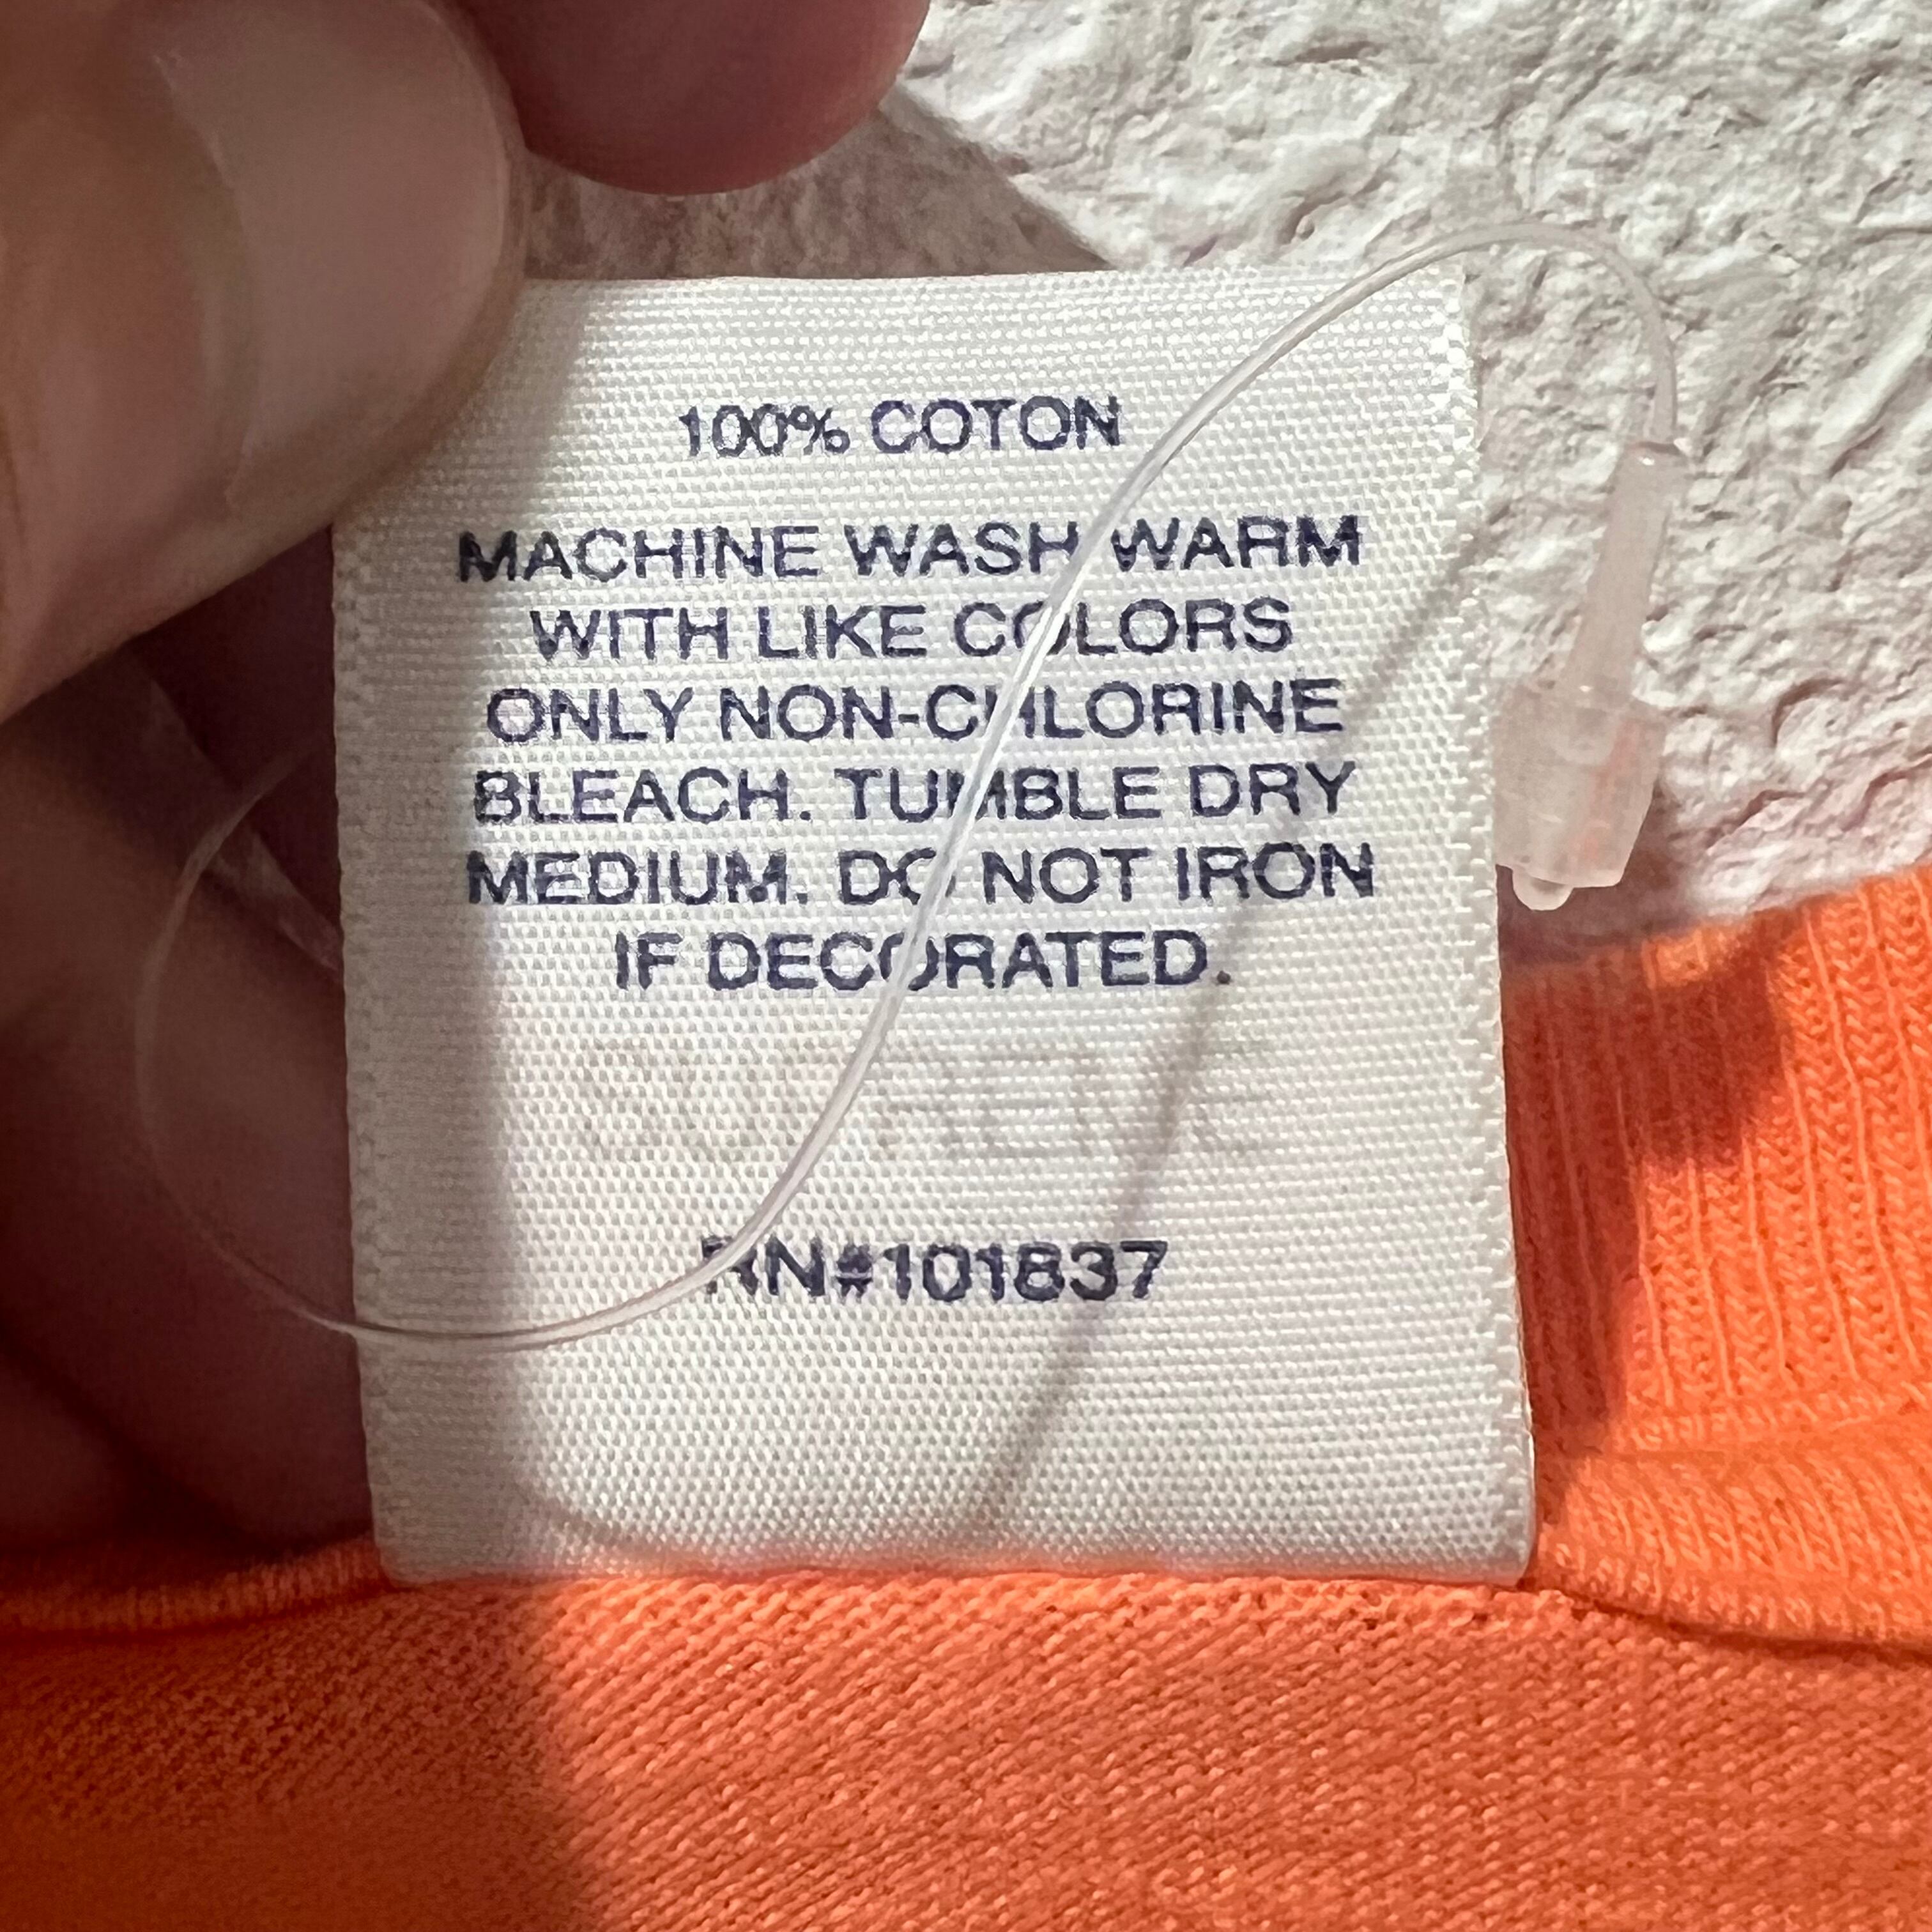 100% COTON
MACHINE WASH WARM
WITH LIKE COLORS
ONLY NON-CHLORINE
BLEACH. TUMBLE DRY
MEDIUM. DO NOT IRON
IF DECORATED.
RN#101837